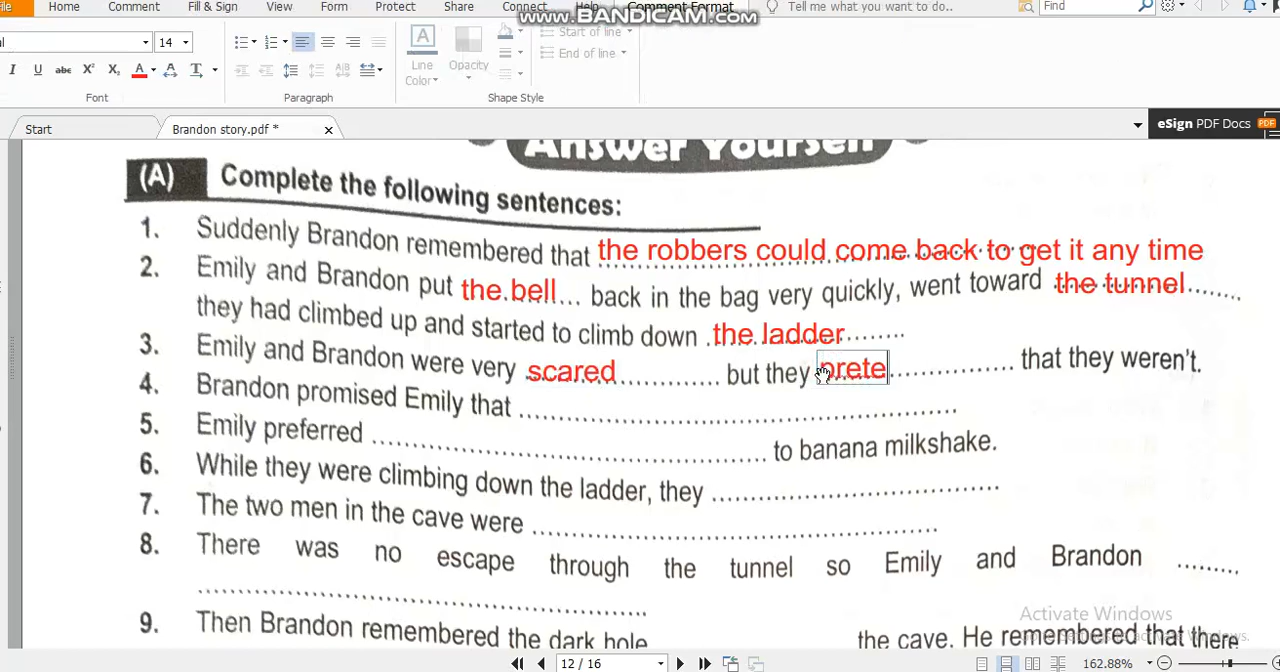 File Home Comment Fill & Sign View Form Protect Share Connect Help Comment Format Tell me what you want to do.. Find
www.BANDICAM.com
14 Start of line
I U abc X² X₂ A A T Line Color Opacity End of line
Font Paragraph Shape Style
Start Brandon story.pdf * eSign PDF Docs
Answer Yourself
(A) Complete the following sentences:
1. Suddenly Brandon remembered that the robbers could come back to get it any time
2. Emily and Brandon put the bell ... back in the bag very quickly, went toward the tunnel ......
they had climbed up and started to climb down the ladder ........
3. Emily and Brandon were very scared ............ but they prete .............. that they weren't.
4. Brandon promised Emily that ........................................
5. Emily preferred ........................................ to banana milkshake.
6. While they were climbing down the ladder, they ........................................
7. The two men in the cave were ........................................
8. There was no escape through the tunnel so Emily and Brandon .........
........................................
9. Then Brandon remembered the dark hole the cave. He remembered that there
Activate Windows
12 / 16 162.88%